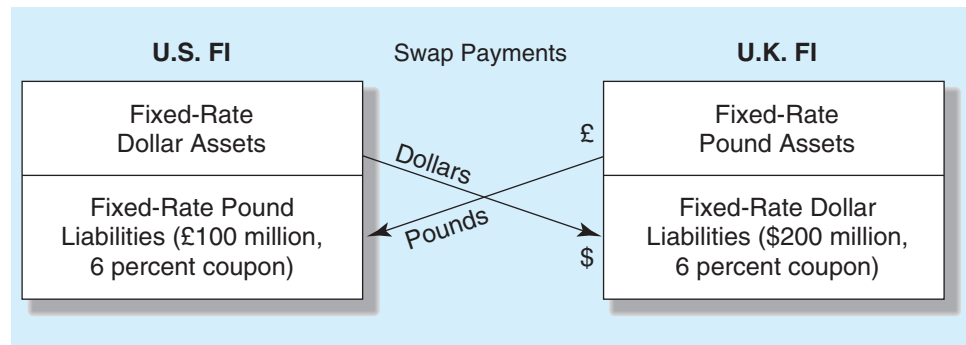 U.S. FI
Swap Payments
U.K. FI
Fixed-Rate
Dollar Assets
Fixed-Rate Pound
Liabilities (£100 million,
6 percent coupon)
Dollars
Pounds
£
$
Fixed-Rate
Pound Assets
Fixed-Rate Dollar
Liabilities ($200 million,
6 percent coupon)